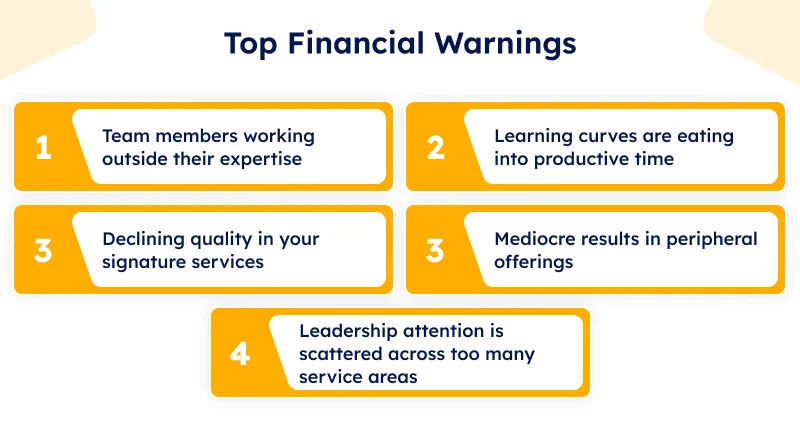 Top Financial Warnings
1
Team members working
outside their expertise
2
Learning curves are eating
into productive time
3
Declining quality in your
signature services
3
Mediocre results in peripheral
offerings
4
Leadership attention is
scattered across too many
service areas